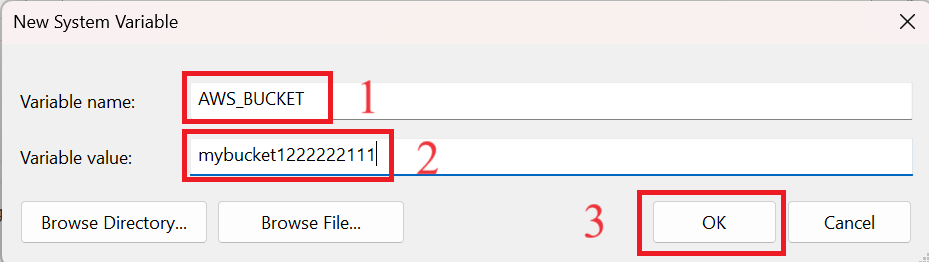 New System Variable
Variable name: AWS_BUCKET 1
Variable value: mybucket1222222111 2
Browse Directory... Browse File... 3 OK Cancel